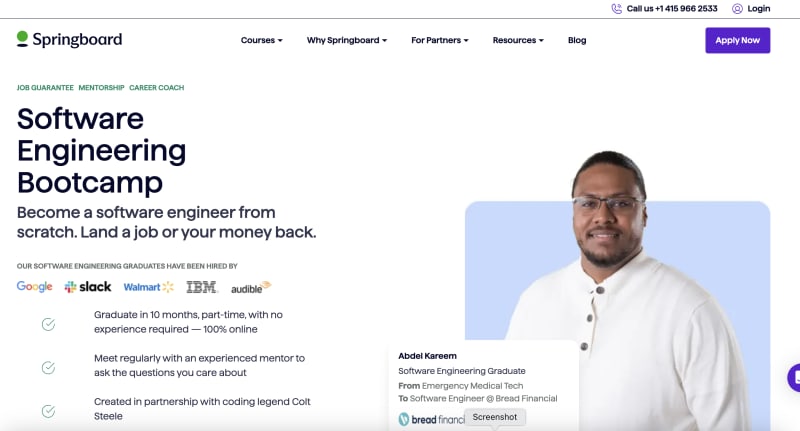 Call us +1 415 966 2533 Login
Springboard Courses Why Springboard For Partners Resources Blog Apply Now
JOB GUARANTEE MENTORSHIP CAREER COACH
Software
Engineering
Bootcamp
Become a software engineer from
scratch. Land a job or your money back.
OUR SOFTWARE ENGINEERING GRADUATES HAVE BEEN HIRED BY
Google slack Walmart IBM audible
Graduate in 10 months, part-time, with no
experience required — 100% online
Meet regularly with an experienced mentor to
ask the questions you care about
Created in partnership with coding legend Colt
Steele
Abdel Kareem
Software Engineering Graduate
From Emergency Medical Tech
To Software Engineer @ Bread Financial
bread financi
Screenshot